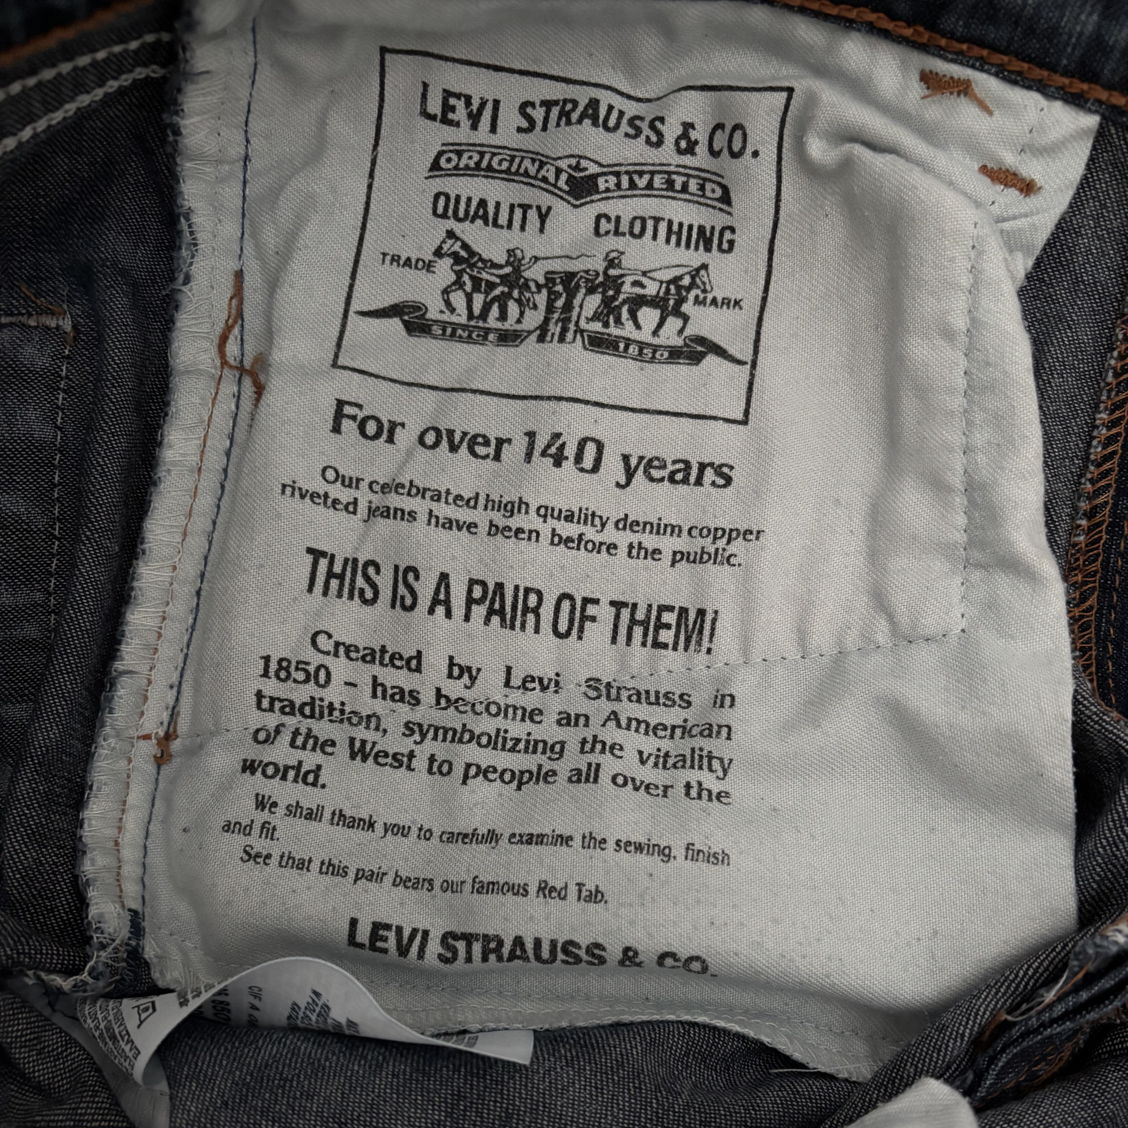 LEVI STRAUSS & CO.
ORIGINAL RIVETED
QUALITY CLOTHING
TRADE MARK
SINCE 1850
For over 140 years
Our celebrated high quality denim copper
riveted jeans have been before the public.
THIS IS A PAIR OF THEM!
Created by Levi Strauss in
1850 – has become an American
tradition, symbolizing the vitality
of the West to people all over the
world.
We shall thank you to carefully examine the sewing, finish
and fit.
See that this pair bears our famous Red Tab.
LEVI STRAUSS & CO.